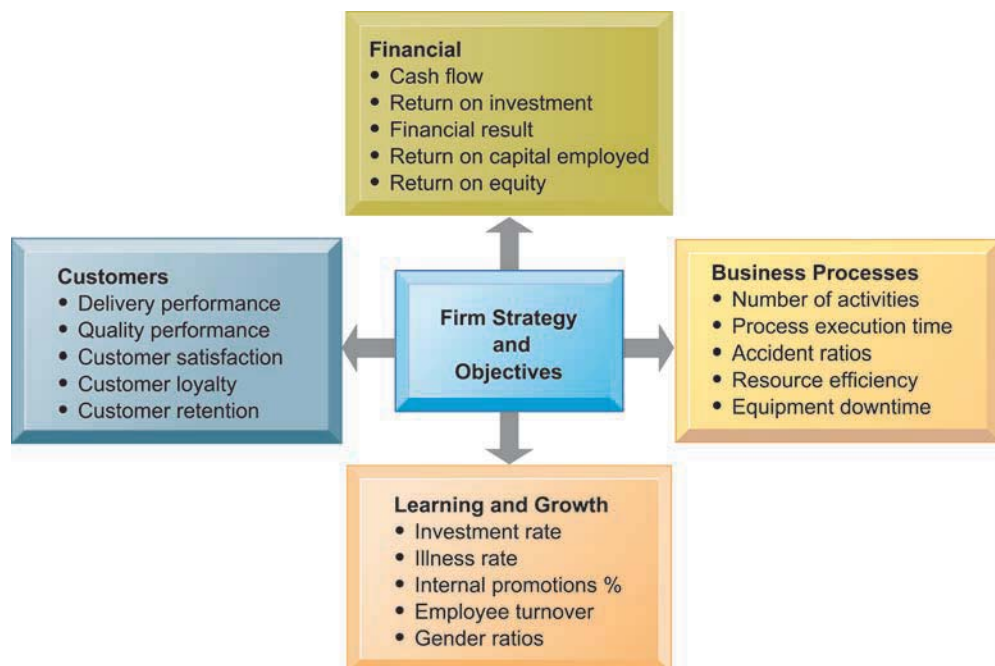 Financial
• Cash flow
• Return on investment
• Financial result
• Return on capital employed
• Return on equity
Customers
• Delivery performance
• Quality performance
• Customer satisfaction
• Customer loyalty
• Customer retention
Firm Strategy
and
Objectives
Business Processes
• Number of activities
• Process execution time
• Accident ratios
• Resource efficiency
• Equipment downtime
Learning and Growth
• Investment rate
• Illness rate
• Internal promotions %
• Employee turnover
• Gender ratios